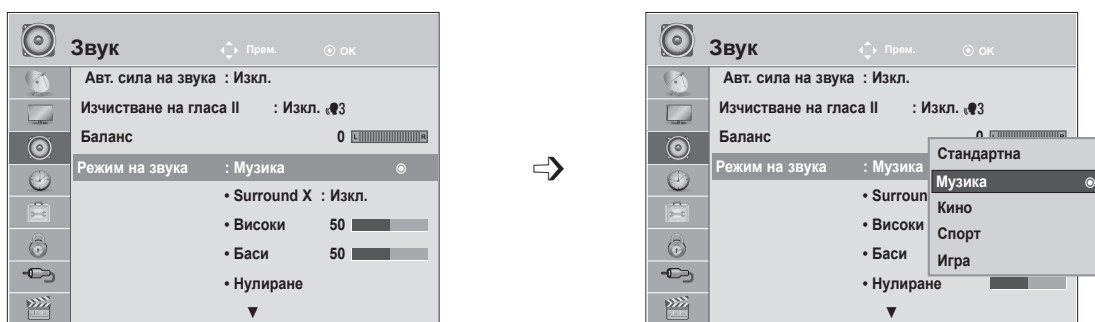 Звук Прем. OK
Авт. сила на звука : Изкл.
Изчистване на гласа II : Изкл. 3
Баланс 0 L R
Режим на звука : Музика
• Surround X : Изкл.
• Високи 50
• Баси 50
• Нулиране
Звук Прем. OK
Авт. сила на звука : Изкл.
Изчистване на гласа II : Изкл. 3
Баланс 0
Режим на звука : Музика
• Surroun
• Високи
• Баси
• Нулиране
Стандартна
Музика
Кино
Спорт
Игра